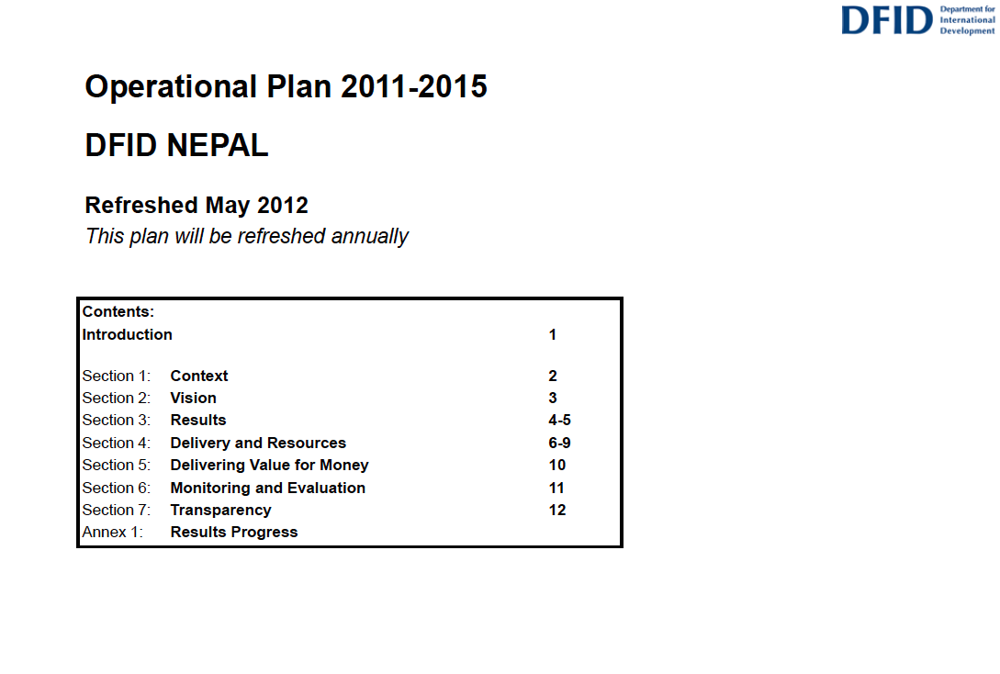 DFID Department for
International
Development
Operational Plan 2011-2015
DFID NEPAL
Refreshed May 2012
This plan will be refreshed annually
Contents:
Introduction 1
Section 1: Context 2
Section 2: Vision 3
Section 3: Results 4-5
Section 4: Delivery and Resources 6-9
Section 5: Delivering Value for Money 10
Section 6: Monitoring and Evaluation 11
Section 7: Transparency 12
Annex 1: Results Progress